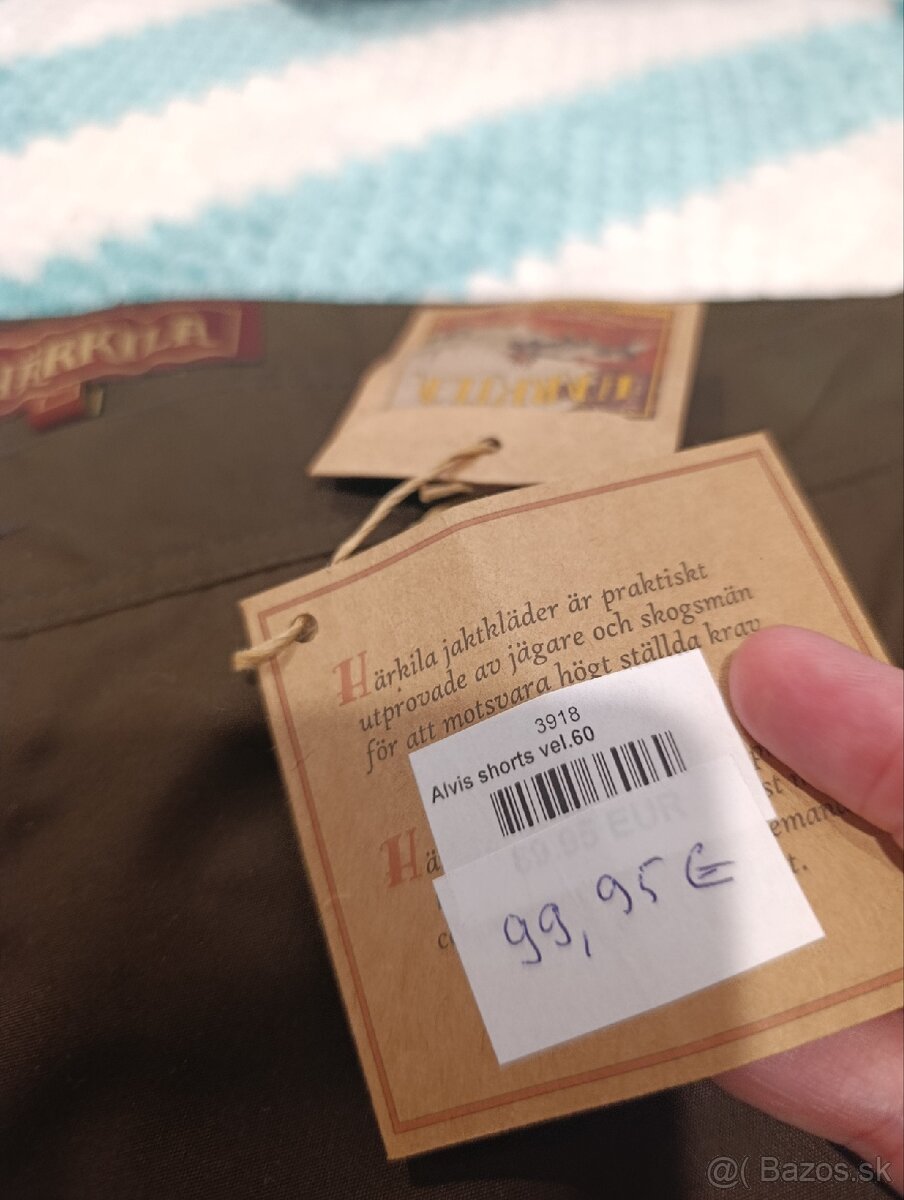 HÄRKILA
Härkila jaktkläder är praktiskt
utprovade av jägare och skogsmän
för att motsvara högt ställda krav
3918
Alvis shorts vel.60
EUR
99,95 €
@( Bazos.sk